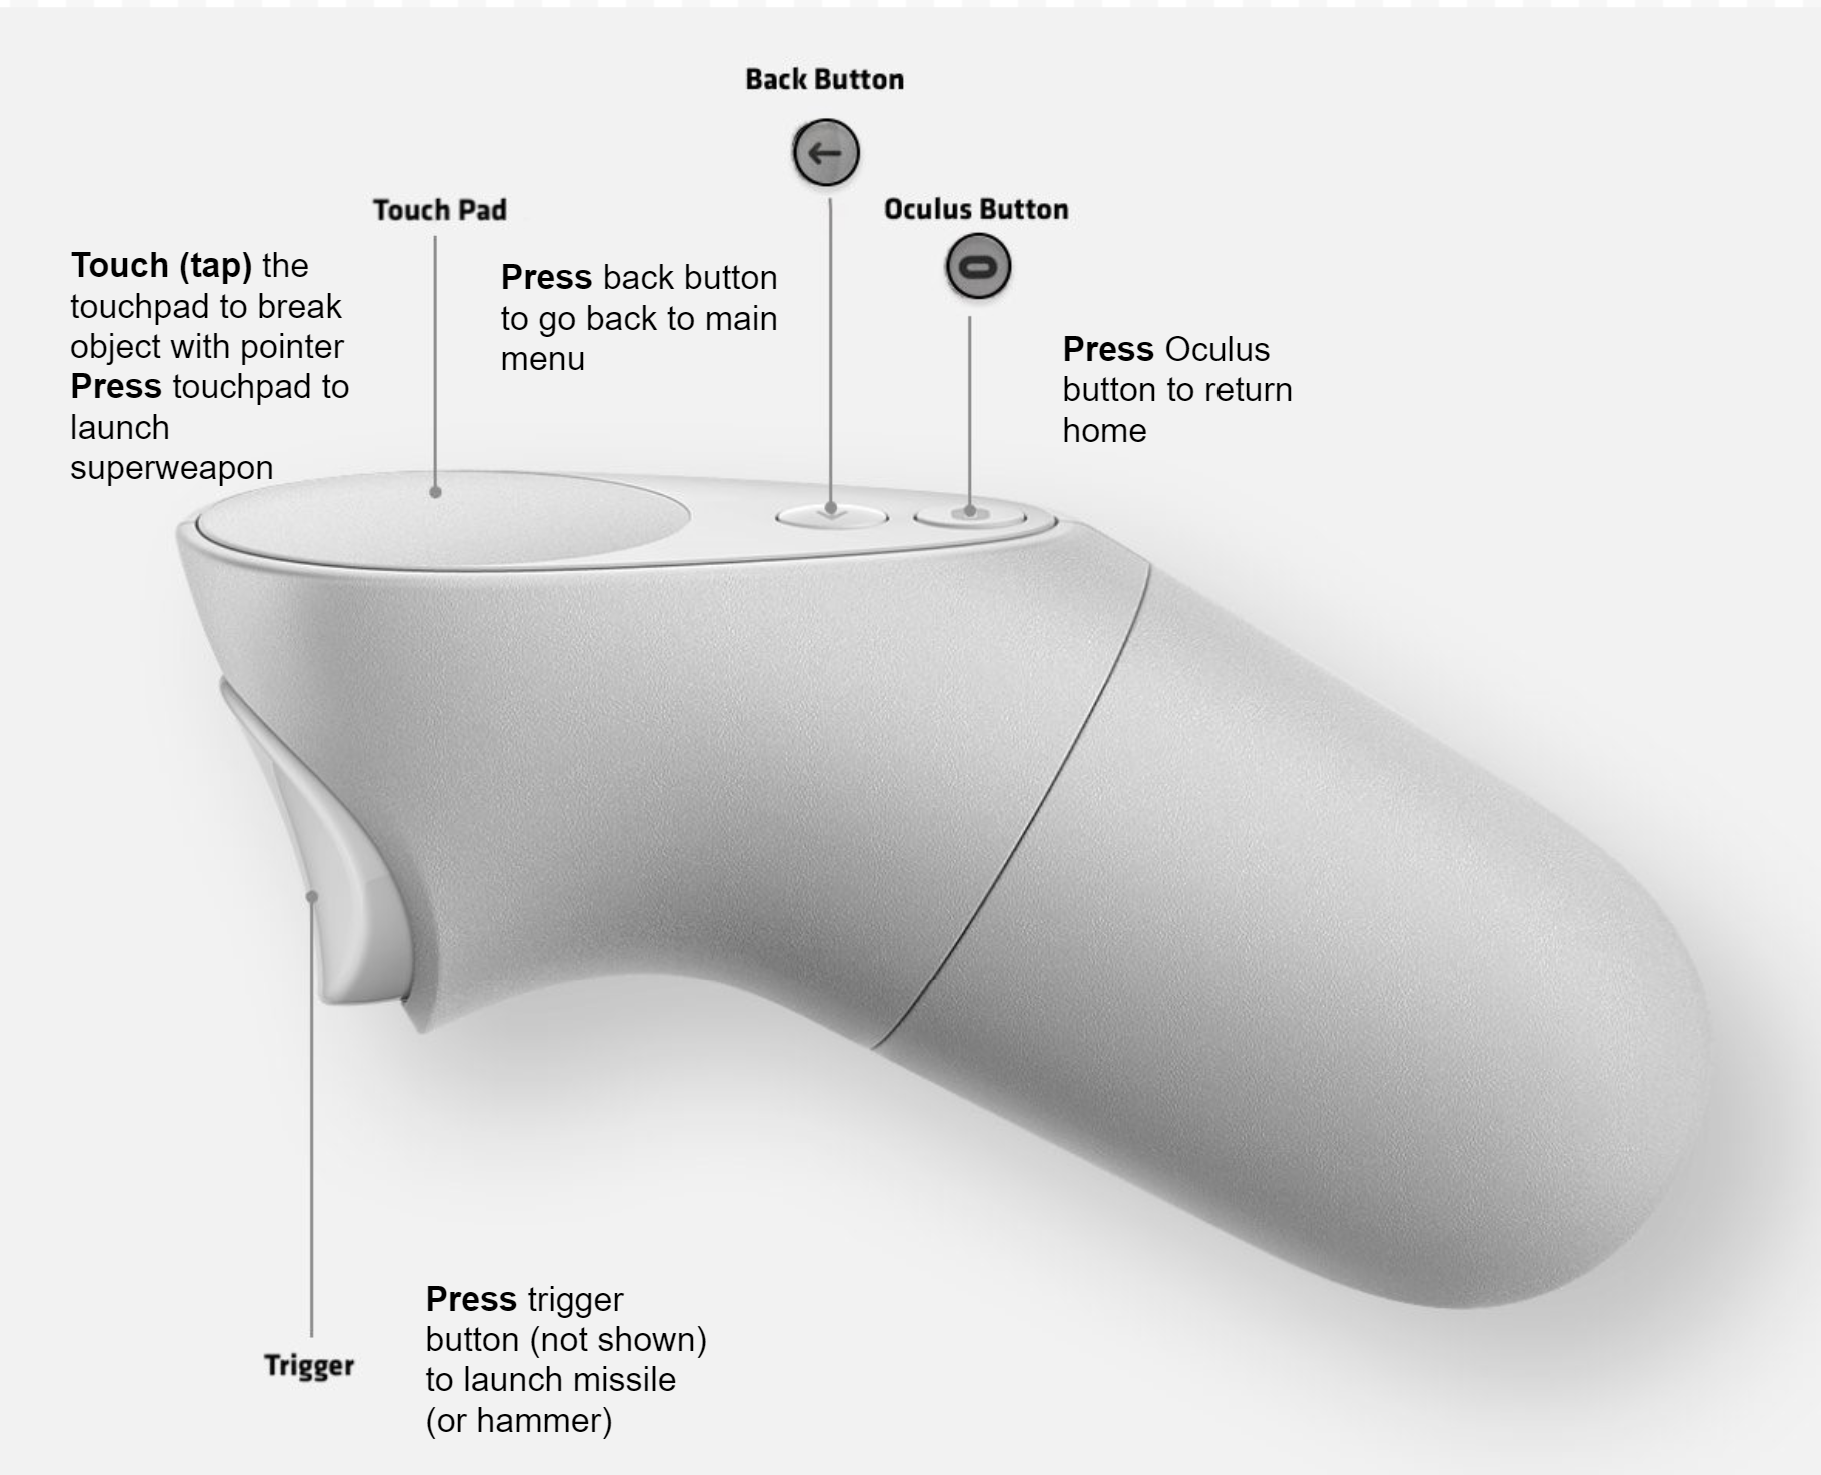 Back Button
Touch Pad
Oculus Button
Touch (tap) the
touchpad to break
object with pointer
Press touchpad to
launch
superweapon
Press back button
to go back to main
menu
Press Oculus
button to return
home
Press trigger
button (not shown)
to launch missile
(or hammer)
Trigger